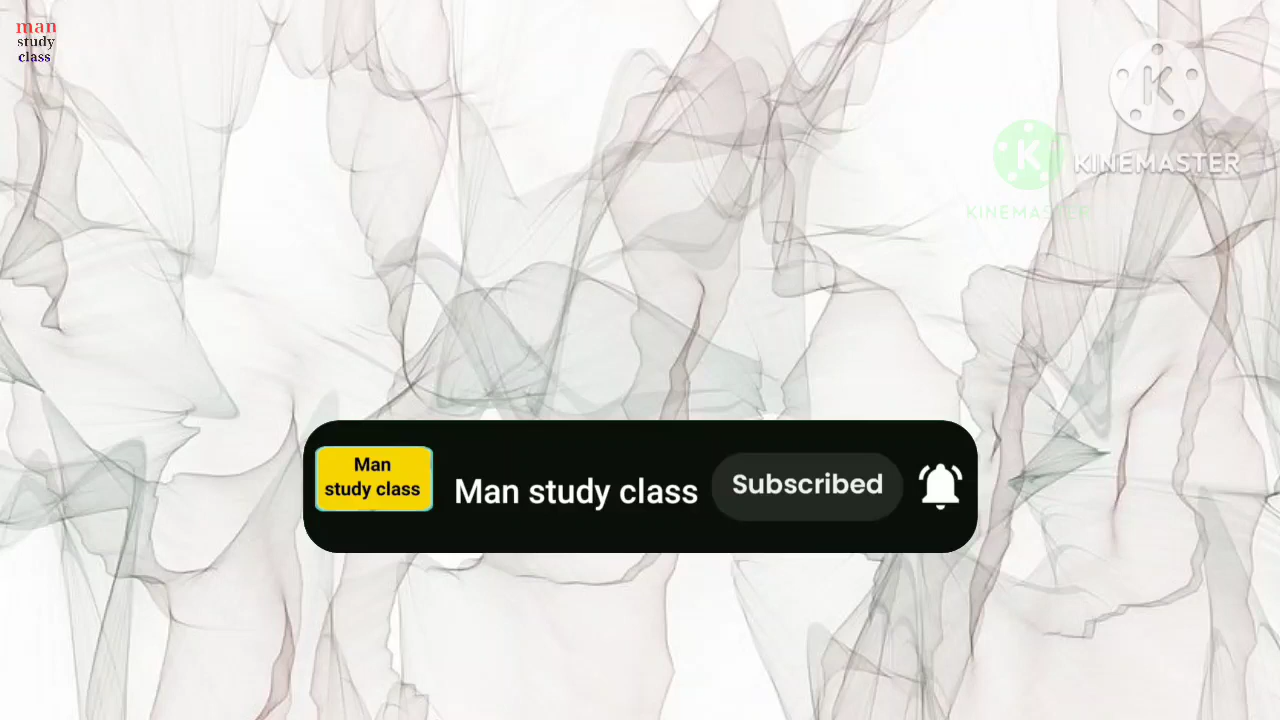 man
study
class
KINEMASTER
KINEMASTER
Man
study class
Man study class
Subscribed